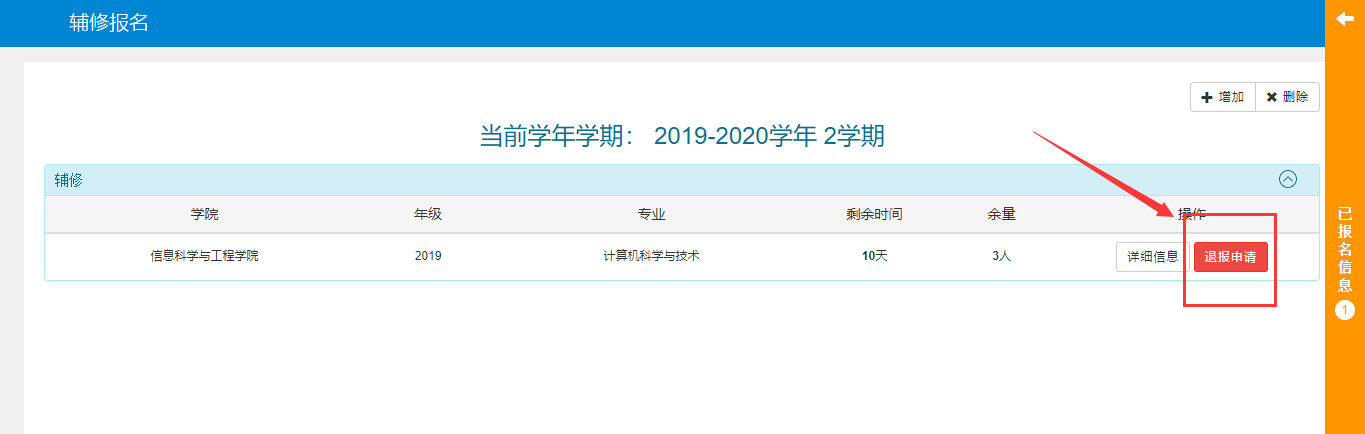 辅修报名
增加 删除
当前学年学期： 2019-2020学年 2学期
辅修
学院 年级 专业 剩余时间 余量 操作
信息科学与工程学院 2019 计算机科学与技术 10天 3人 详细信息 退报申请
已报名信息 1